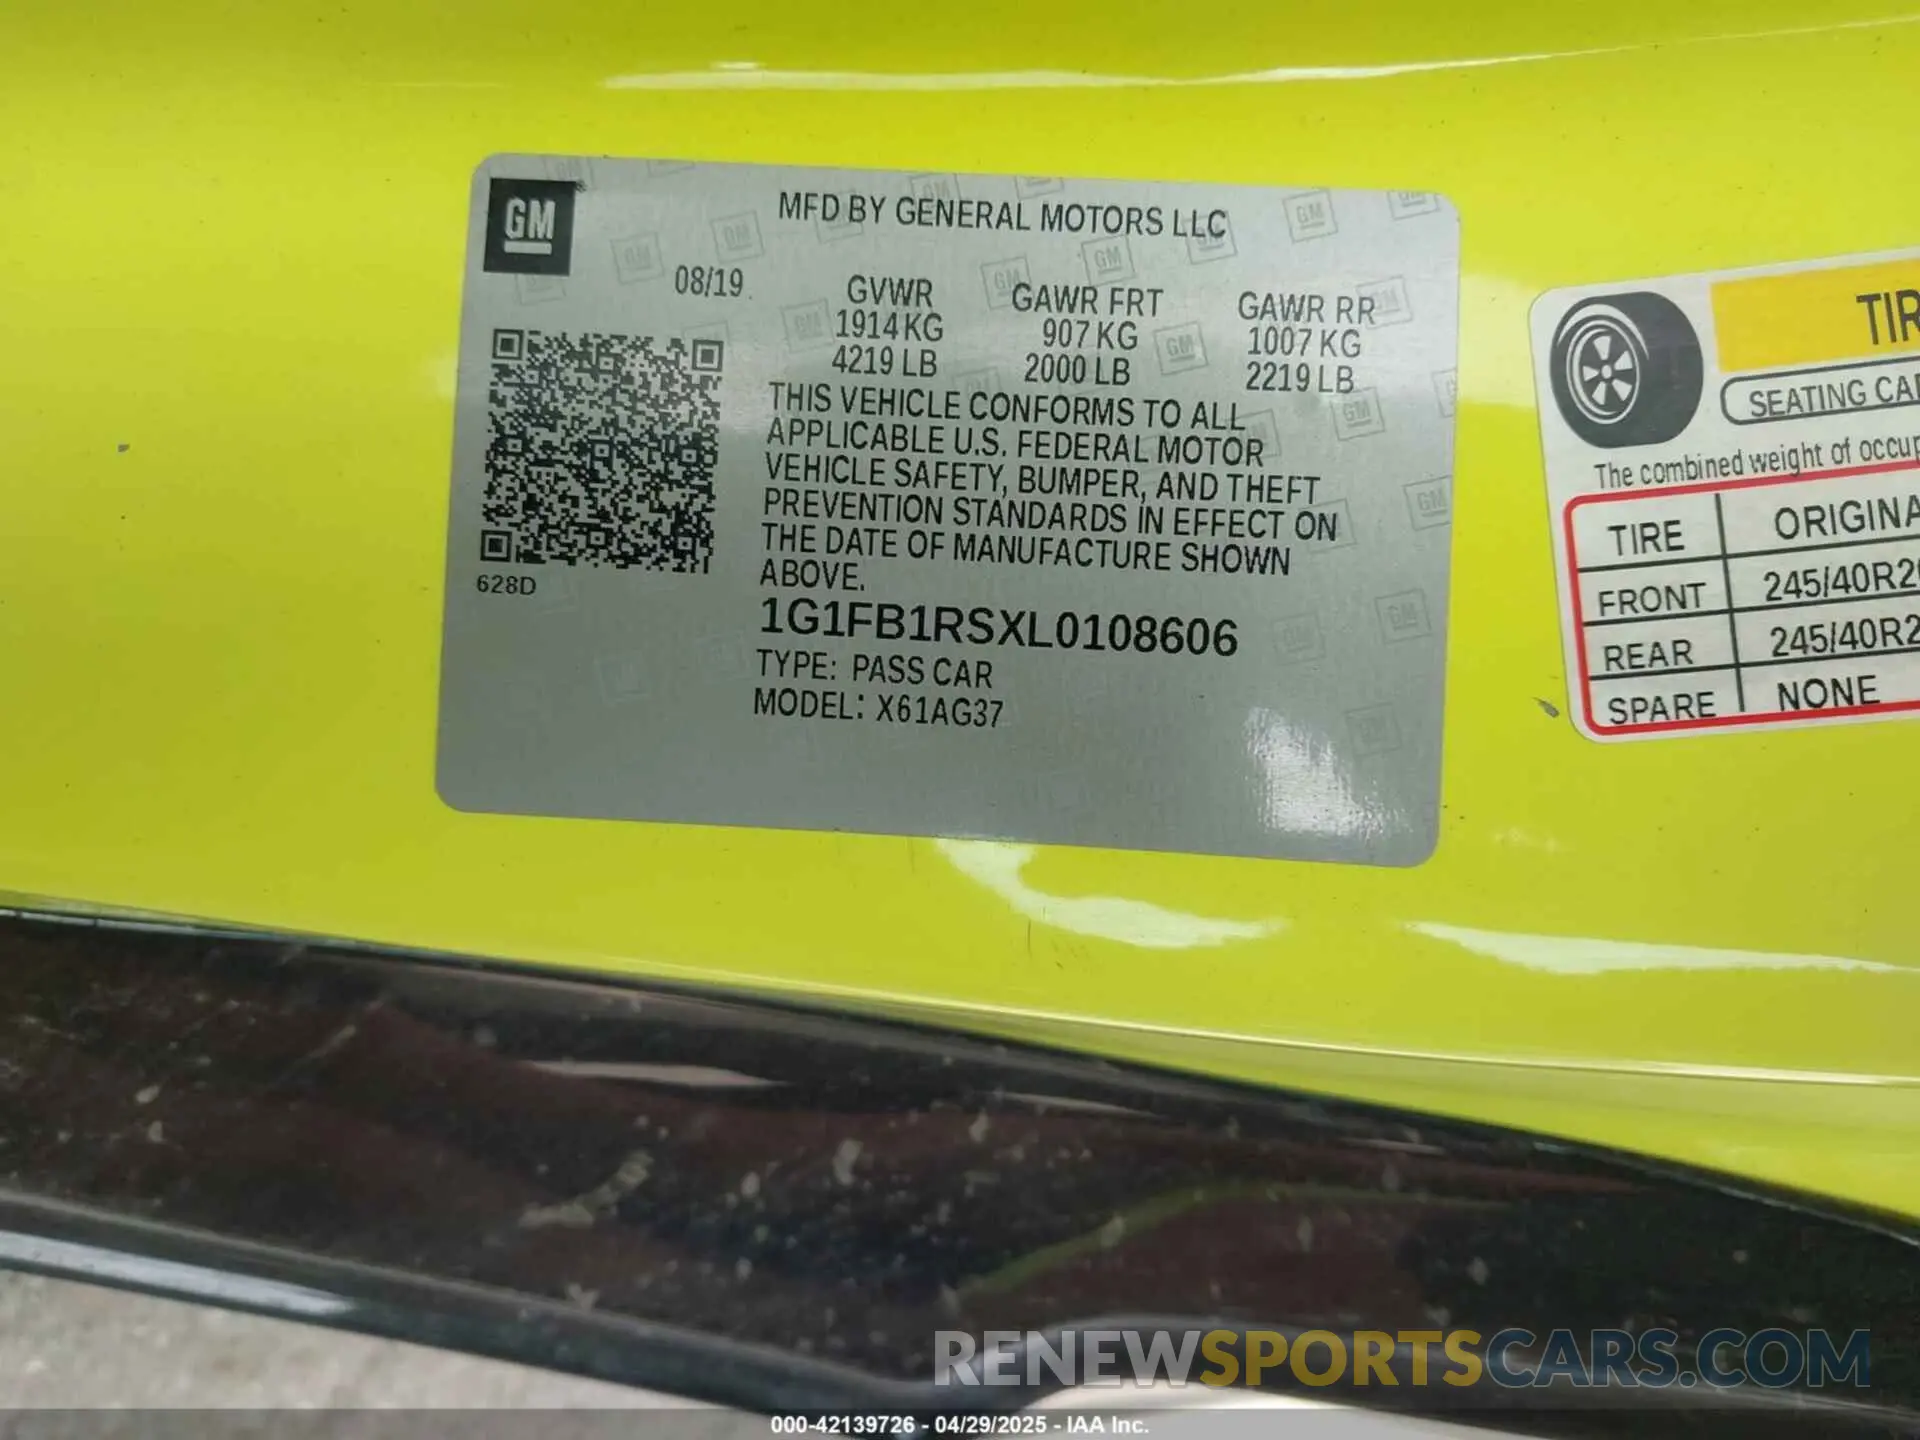 GM
MFD BY GENERAL MOTORS LLC
08/19
GVWR GAWR FRT GAWR RR
1914 KG 907 KG 1007 KG
4219 LB 2000 LB 2219 LB
THIS VEHICLE CONFORMS TO ALL
APPLICABLE U.S. FEDERAL MOTOR
VEHICLE SAFETY, BUMPER, AND THEFT
PREVENTION STANDARDS IN EFFECT ON
THE DATE OF MANUFACTURE SHOWN
ABOVE.
628D
1G1FB1RSXL0108606
TYPE: PASS CAR
MODEL: X61AG37
TIR
SEATING CAP
The combined weight of occup
TIRE ORIGINA
FRONT 245/40R20
REAR 245/40R2
SPARE NONE
RENEWSPORTSCARS.COM
000-42139726 - 04/29/2025 - IAA Inc.